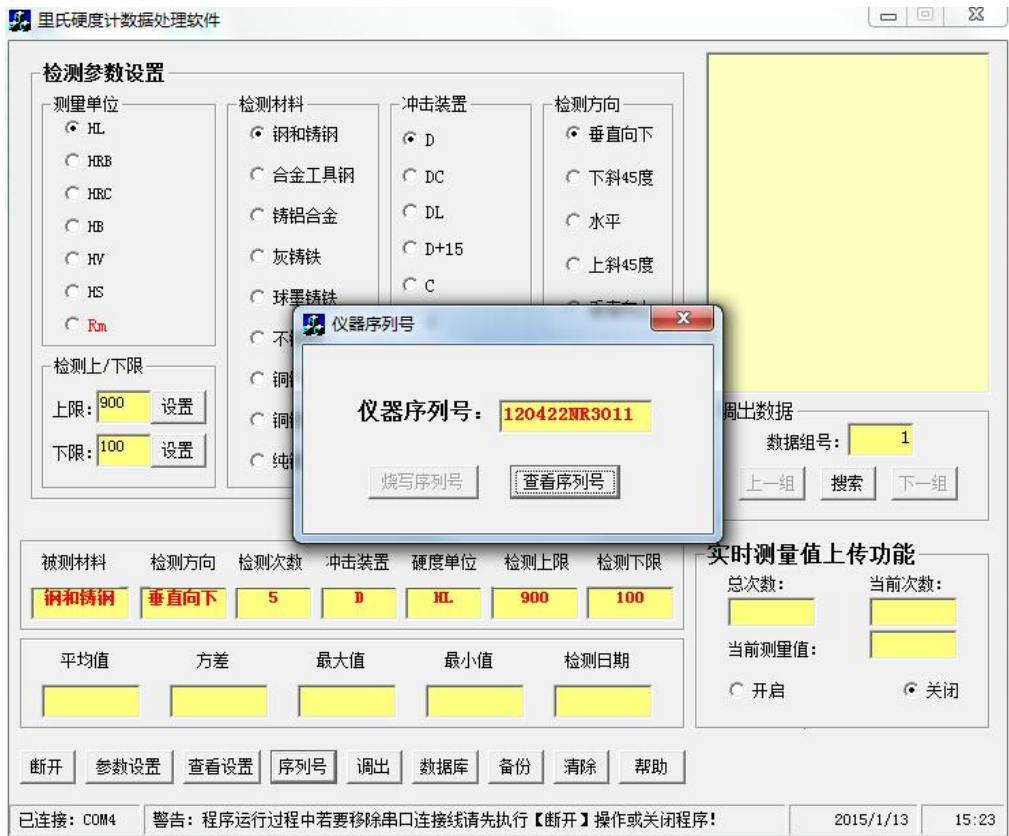 里氏硬度计数据处理软件
检测参数设置
测量单位
HL
HRB
HRC
HB
HV
HS
Rm
检测材料
钢和铸钢
合金工具钢
铸铝合金
灰铸铁
球墨铸铁
不
铜
铜
纯
冲击装置
D
DC
DL
D+15
C
检测方向
垂直向下
下斜45度
水平
上斜45度
检测上/下限
上限: 900 设置
下限: 100 设置
仪器序列号
仪器序列号: 120422NR3011
烧写序列号 查看序列号
调出数据
数据组号: 1
上一组 搜索 下一组
被测材料 检测方向 检测次数 冲击装置 硬度单位 检测上限 检测下限
钢和铸钢 垂直向下 5 D HL 900 100
平均值 方差 最大值 最小值 检测日期
实时测量值上传功能
总次数: 当前次数:
当前测量值:
开启 关闭
断开 参数设置 查看设置 序列号 调出 数据库 备份 清除 帮助
已连接: COM4 警告: 程序运行过程中若要移除串口连接线请先执行【断开】操作或关闭程序! 2015/1/13 15:23